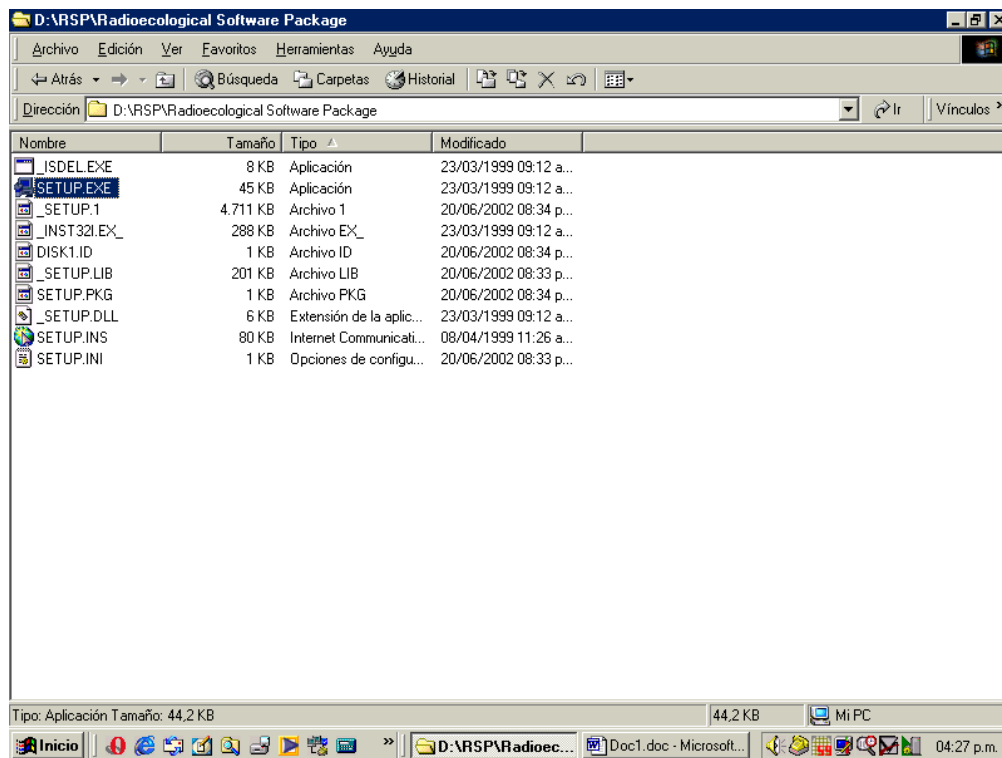 D:\RSP\Radioecological Software Package
Archivo Edición Ver Favoritos Herramientas Ayuda
Atrás Búsqueda Carpetas Historial
Dirección D:\RSP\Radioecological Software Package Ir Vínculos »
Nombre Tamaño Tipo Modificado
_ISDEL.EXE 8 KB Aplicación 23/03/1999 09:12 a...
SETUP.EXE 45 KB Aplicación 23/03/1999 09:12 a...
_SETUP.1 4.711 KB Archivo 1 20/06/2002 08:34 p...
_INST32I.EX_ 288 KB Archivo EX_ 23/03/1999 09:12 a...
DISK1.ID 1 KB Archivo ID 20/06/2002 08:34 p...
_SETUP.LIB 201 KB Archivo LIB 20/06/2002 08:33 p...
SETUP.PKG 1 KB Archivo PKG 20/06/2002 08:34 p...
_SETUP.DLL 6 KB Extensión de la aplic... 23/03/1999 09:12 a...
SETUP.INS 80 KB Internet Communicati... 08/04/1999 11:26 a...
SETUP.INI 1 KB Opciones de configu... 20/06/2002 08:33 p...
Tipo: Aplicación Tamaño: 44,2 KB 44,2 KB Mi PC
Inicio » D:\RSP\Radioec... Doc1.doc - Microsoft... 04:27 p.m.